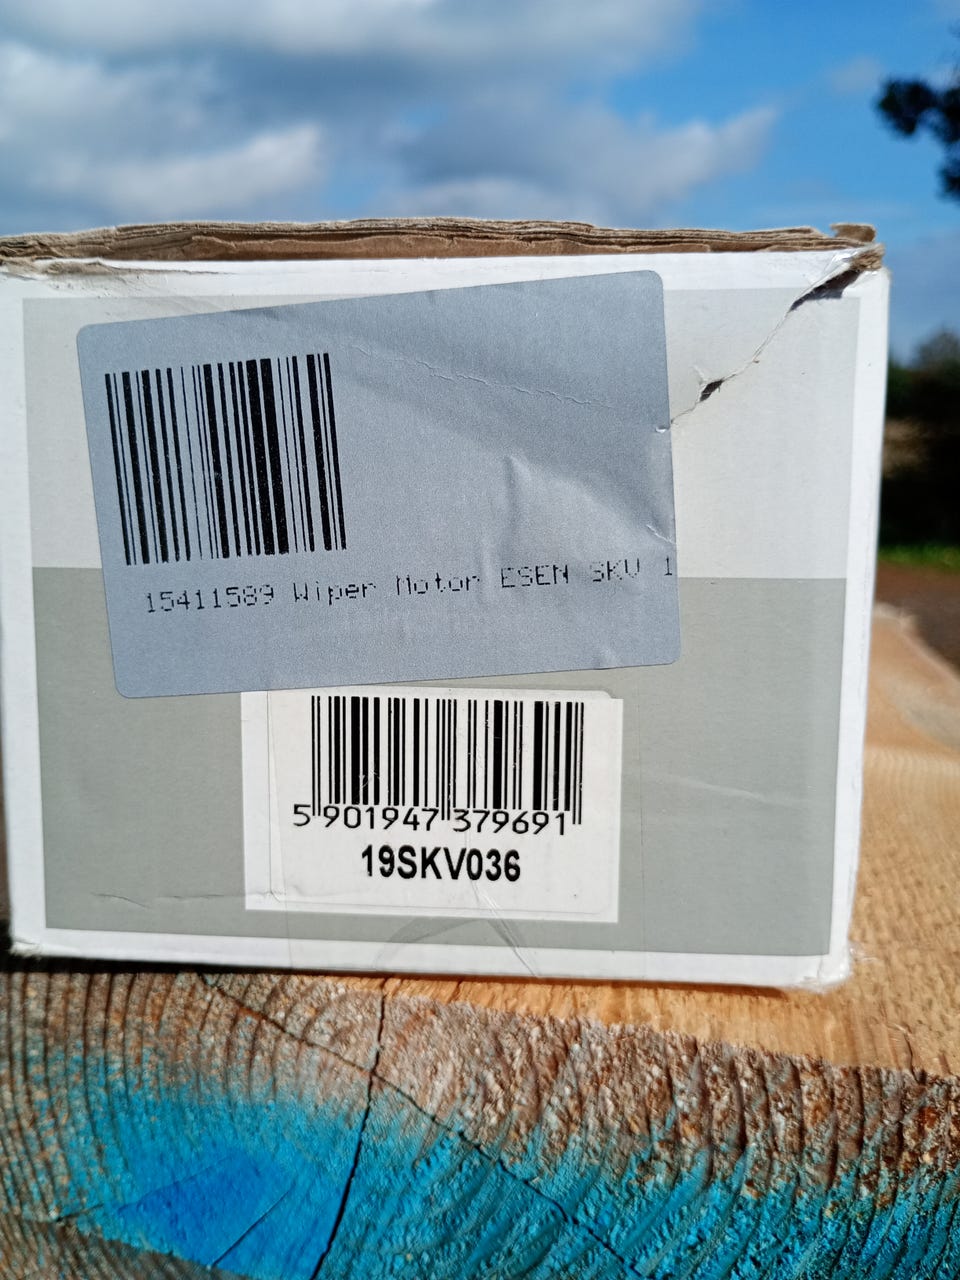 15411589 Wiper Motor ESEN SKV 1
5 901947 379691
19SKV036